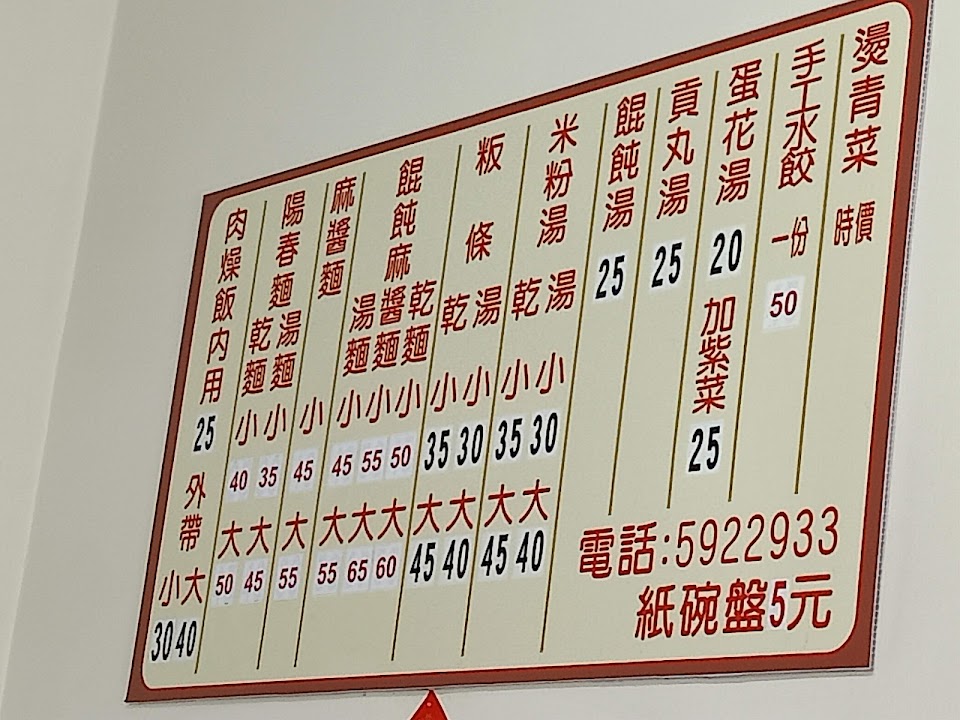 燙青菜 時價
手工水餃 一份 50
蛋花湯 20 加紫菜 25
貢丸湯 25
餛飩湯 25
米粉湯
湯 小 30 大 40
乾 小 35 大 45
粄條
湯 小 30 大 40
乾 小 35 大 45
餛飩麻醬
乾麵 小 50 大 60
麻醬麵 小 55 大 65
湯麵 小 45 大 55
麻醬麵 小 45 大 55
陽春麵
湯麵 小 35 大 45
乾麵 小 40 大 50
肉燥飯內用 25 外帶
大 40
小 30
電話:5922933
紙碗盤5元